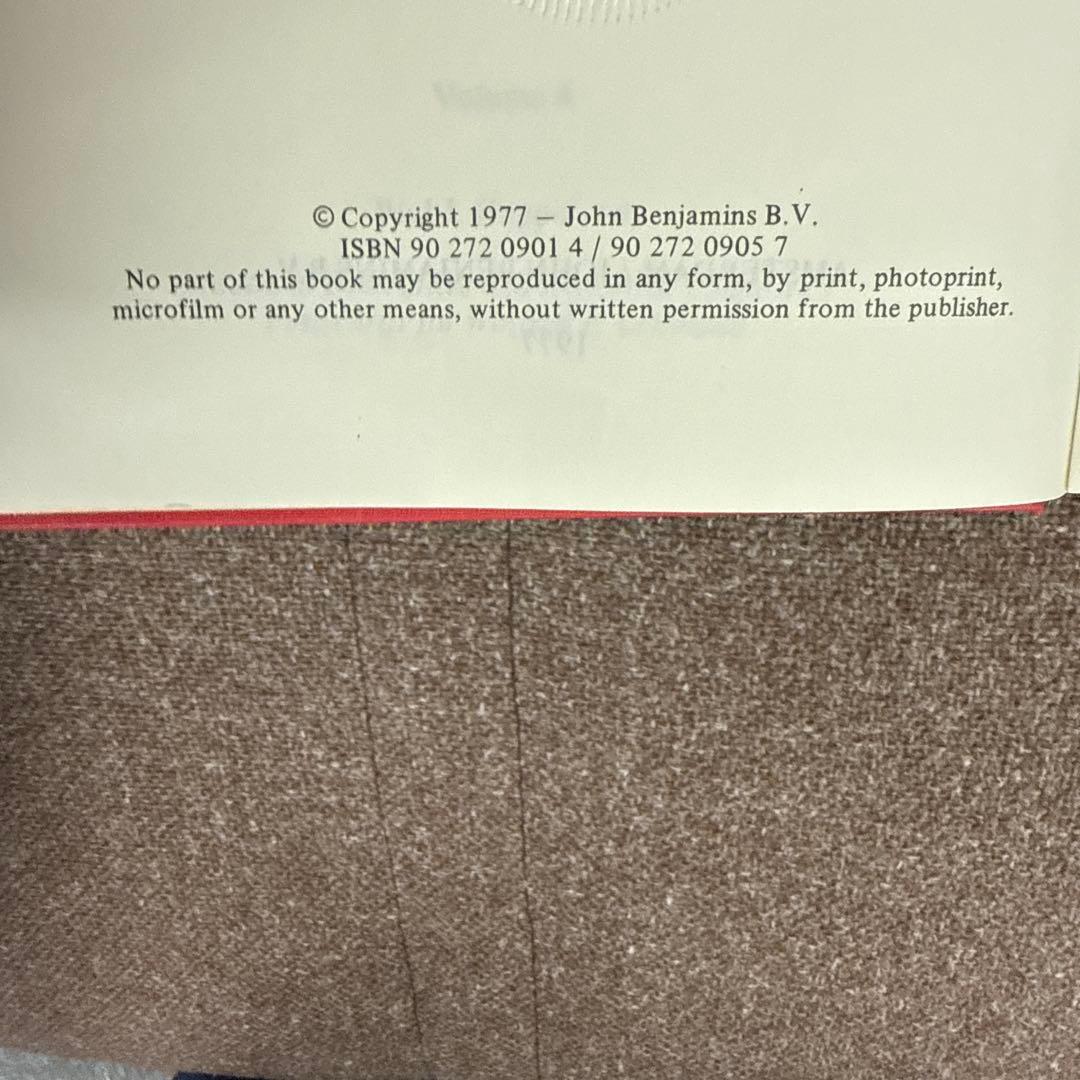 © Copyright 1977 — John Benjamins B.V.
ISBN 90 272 0901 4 / 90 272 0905 7
No part of this book may be reproduced in any form, by print, photoprint,
microfilm or any other means, without written permission from the publisher.